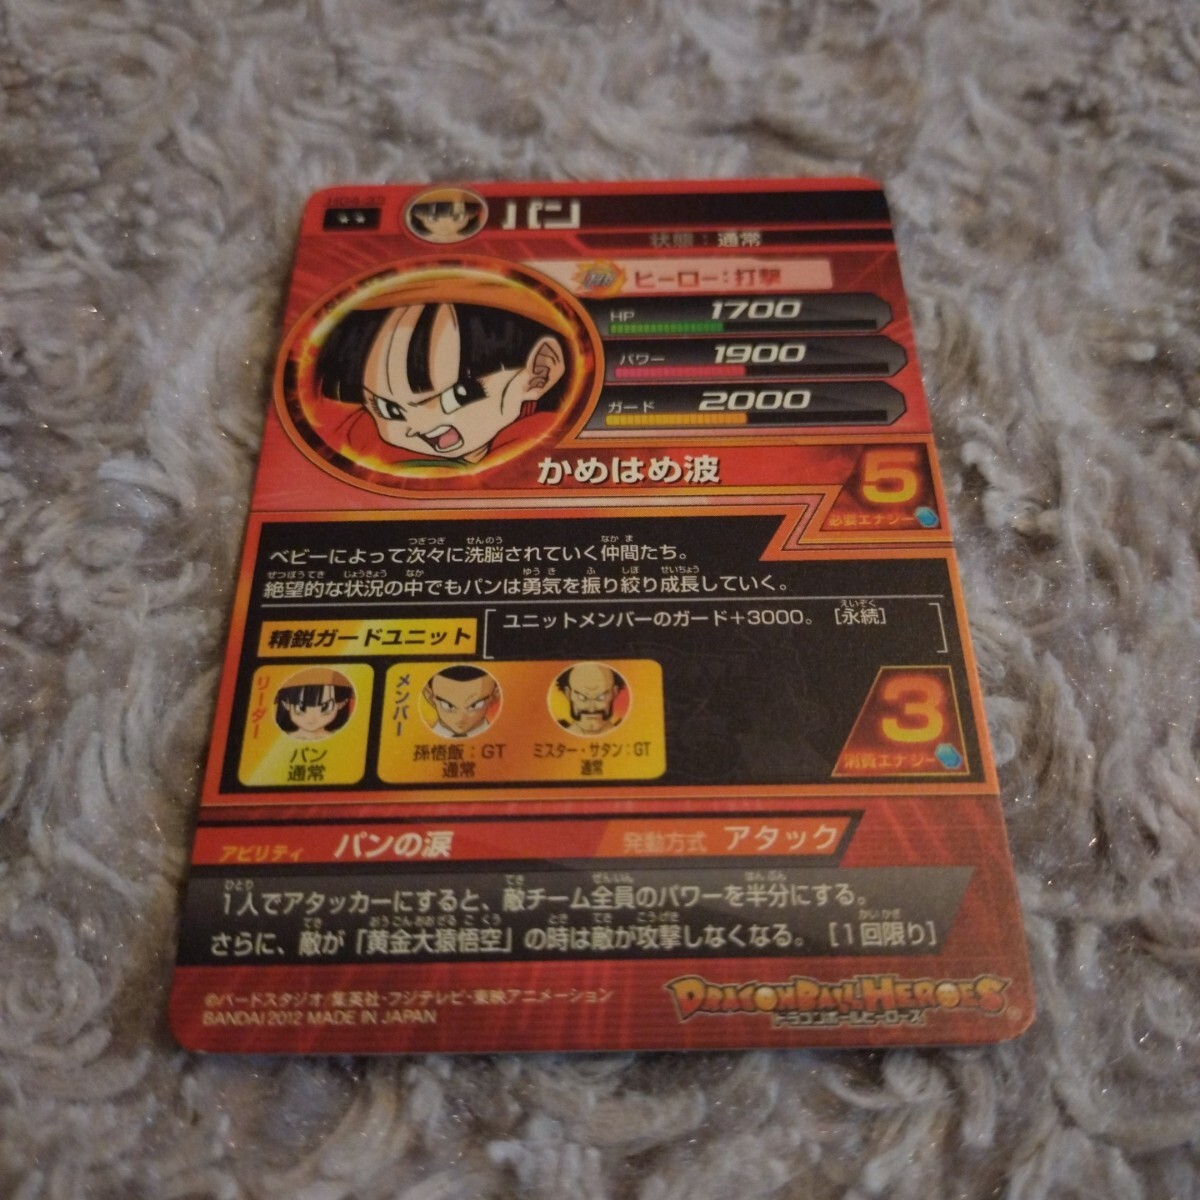 パン
状態：通常
ヒーロー：打撃
HP 1700
パワー 1900
ガード 2000
かめはめ波
5
必要エナジー
ベビーによって次々に洗脳されていく仲間たち。
絶望的な状況の中でもパンは勇気を振り絞り成長していく。
精鋭ガードユニット
ユニットメンバーのガード+3000。［永続］
リーダー
パン
通常
メンバー
孫悟飯：GT
通常
ミスター・サタン：GT
通常
3
消費エナジー
アビリティ パンの涙 発動方式 アタック
1人でアタッカーにすると、敵チーム全員のパワーを半分にする。
さらに、敵が「黄金大猿悟空」の時は敵が攻撃しなくなる。［1回限り］
©バードスタジオ/集英社・フジテレビ・東映アニメーション
BANDAI 2012 MADE IN JAPAN
DRAGONBALL HEROES
ドラゴンボールヒーローズ